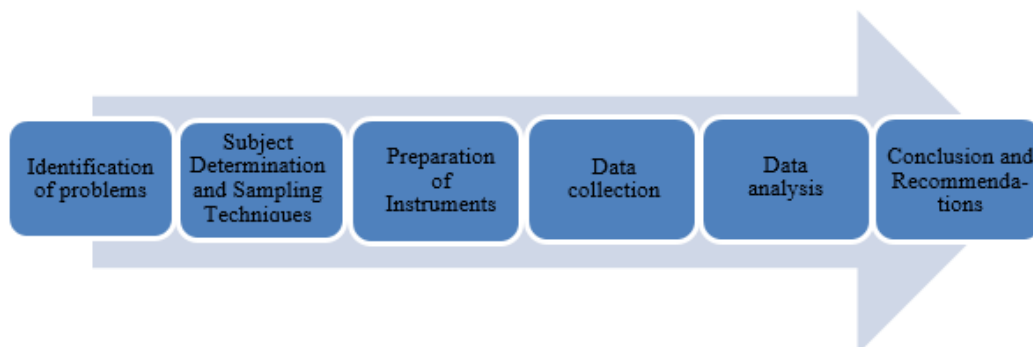 Identification
of problems
Subject
Determination
and Sampling
Techniques
Preparation
of
Instruments
Data
collection
Data
analysis
Conclusion and
Recommenda-
tions